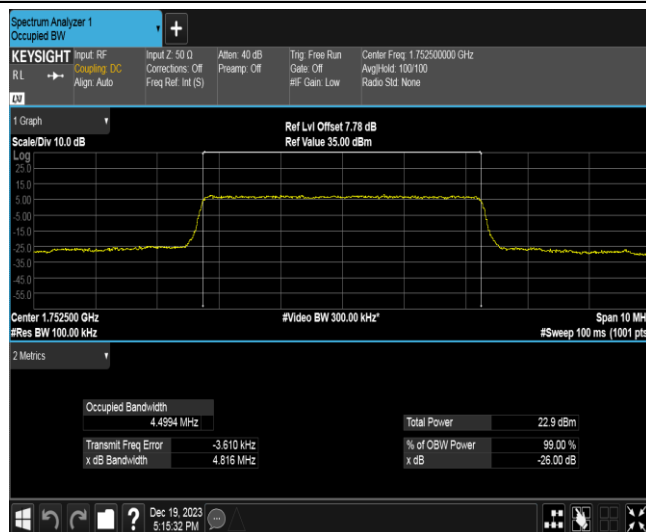 Spectrum Analyzer 1
Occupied BW
+
KEYSIGHT Input: RF Input Z: 50 Ω Atten: 40 dB Trig: Free Run Center Freq: 1.752500000 GHz
RL Coupling: DC Corrections: Off Preamp: Off Gate: Off Avg|Hold: 100/100
Align: Auto Freq Ref: Int (S) #IF Gain: Low Radio Std: None
LXI
1 Graph
Ref Lvl Offset 7.78 dB
Scale/Div 10.0 dB Ref Value 35.00 dBm
Log
25.0
15.0
5.00
-5.00
-15.0
-25.0
-35.0
-45.0
-55.0
Center 1.752500 GHz #Video BW 300.00 kHz* Span 10 MH
#Res BW 100.00 kHz #Sweep 100 ms (1001 pts
2 Metrics
Occupied Bandwidth
4.4994 MHz Total Power 22.9 dBm
Transmit Freq Error -3.610 kHz % of OBW Power 99.00 %
x dB Bandwidth 4.816 MHz x dB -26.00 dB
? Dec 19, 2023
5:15:32 PM